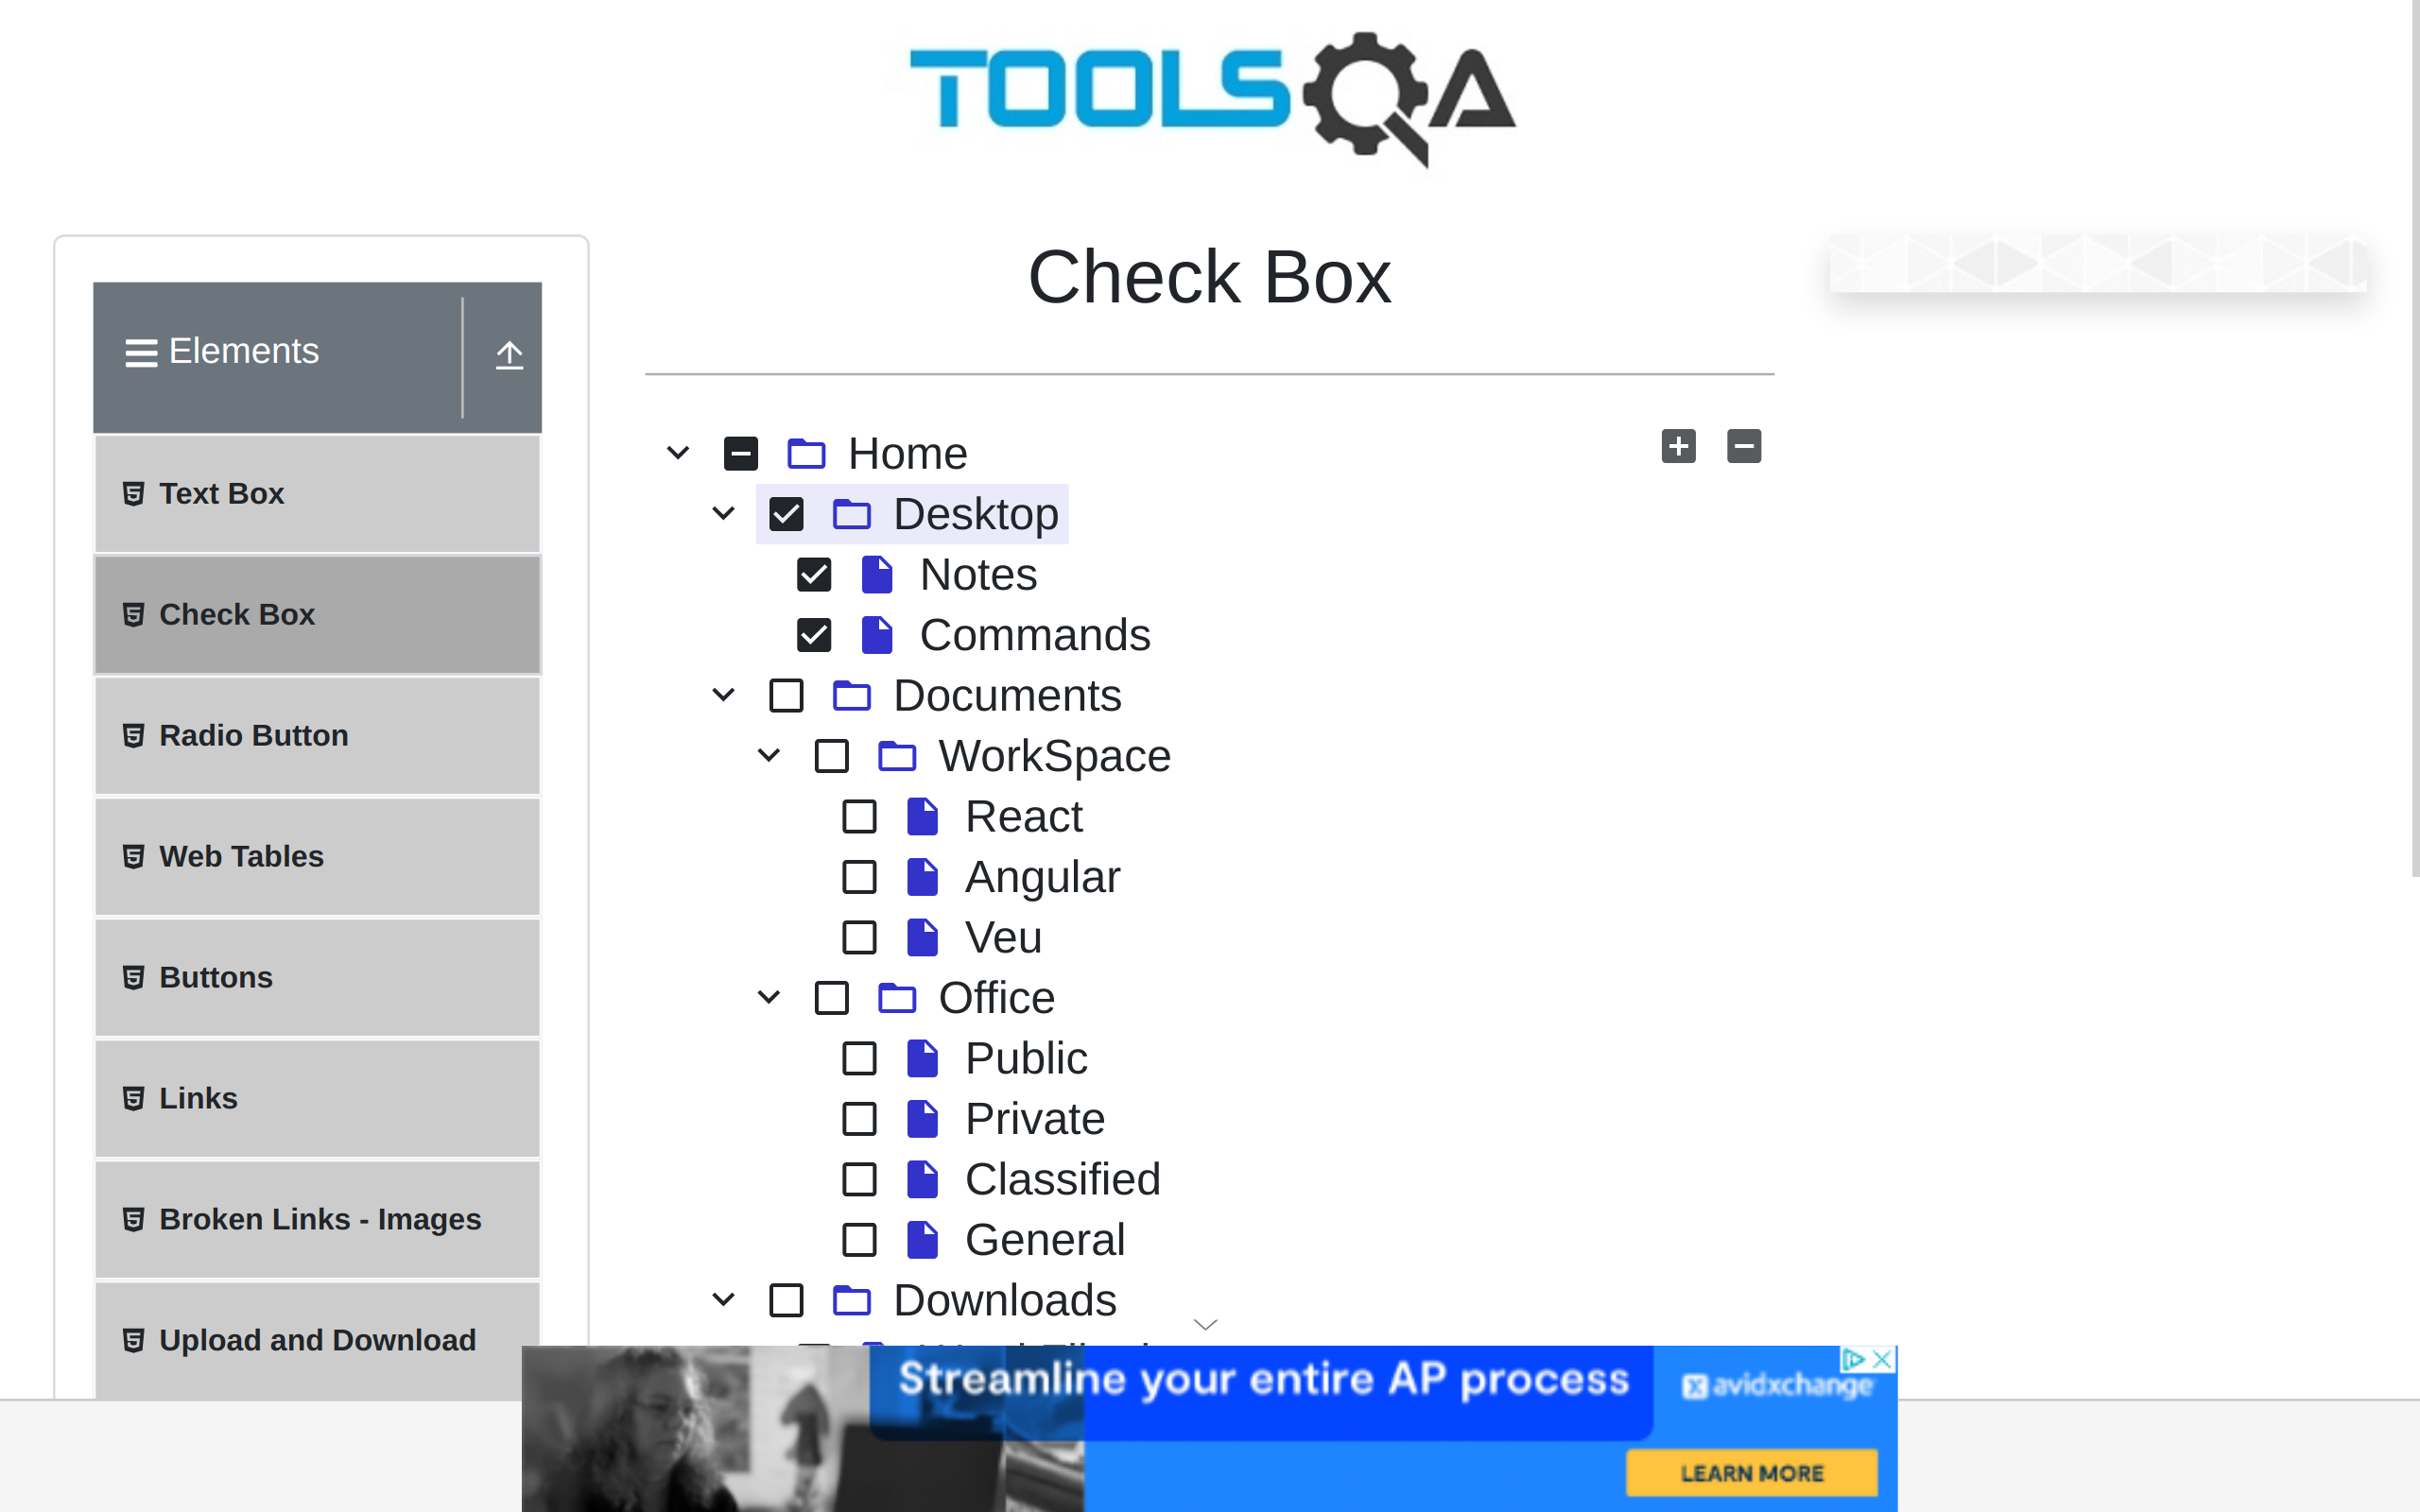 TOOLSQA
Check Box
Elements
Text Box
Check Box
Radio Button
Web Tables
Buttons
Links
Broken Links - Images
Upload and Download
Home
Desktop
Notes
Commands
Documents
WorkSpace
React
Angular
Veu
Office
Public
Private
Classified
General
Downloads
Streamline your entire AP process
avidxchange
LEARN MORE